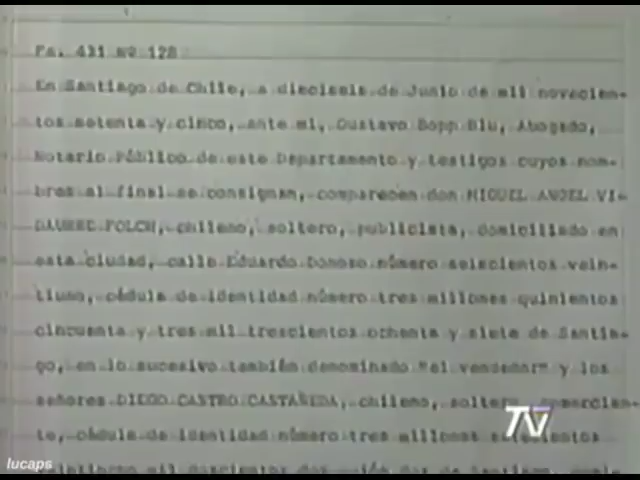 Fs. 431 Nº 128
En Santiago de Chile, a dieciseis de Junio de mil novecien-
tos setenta y cinco, ante mi, Gustavo Bopp Blu, Abogado,
Notario Público de este Departamento y testigos cuyos nom-
bres al final se consignan, comparecen don MIGUEL ANGEL VI-
DAURRE FOLCH, chileno, soltero, publicista, domiciliado en
esta ciudad, calle Eduardo Donoso número seiscientos vein-
tiuno, cédula de identidad número tres millones quinientos
cincuenta y tres mil trescientos ochenta y siete de Santia-
go, en lo sucesivo también denominado "el vendedor" y los
señores DIEGO CASTRO CASTAÑEDA, chileno, soltero, comercian-
te, cédula de identidad número tres millones seiscientos
mil doscientos de Santiago,
TV
lucaps